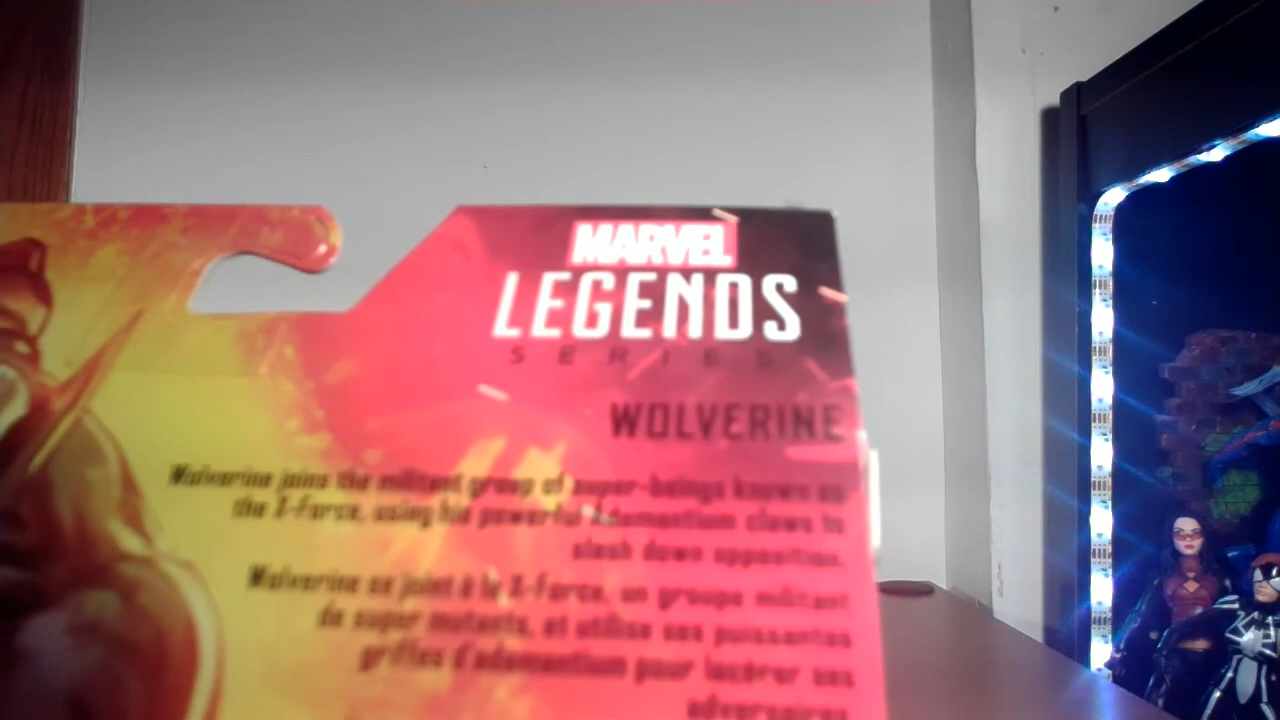 MARVEL
LEGENDS
SERIES
WOLVERINE
Wolverine joins the militant group of super-beings known as
the X-Force, using his powerful Adamantium claws to
slash down opposition.
Wolverine se joint à le X-Force, un groupe militant
de super mutants, et utilise ses puissantes
griffes d'adamantium pour lacérer ses
adversaires.